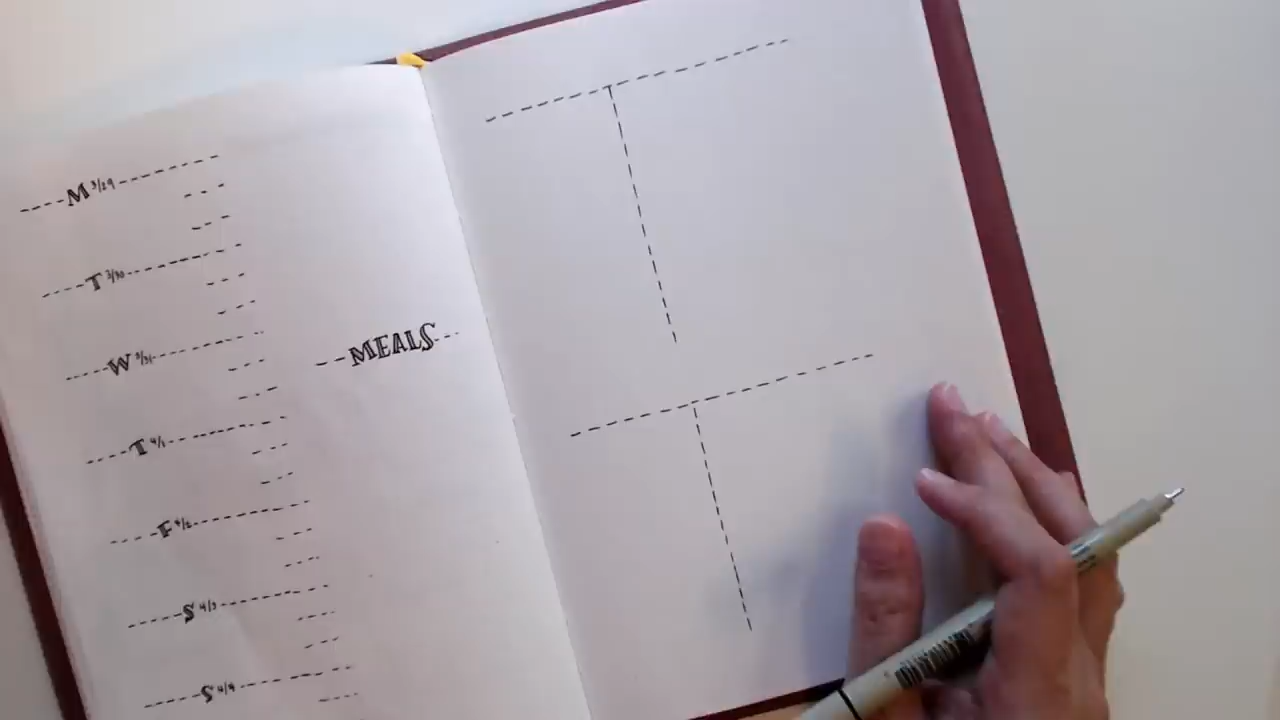 M 3/29
T 3/30
W 3/31
MEALS
T 4/1
F 4/2
S 4/3
S 4/4